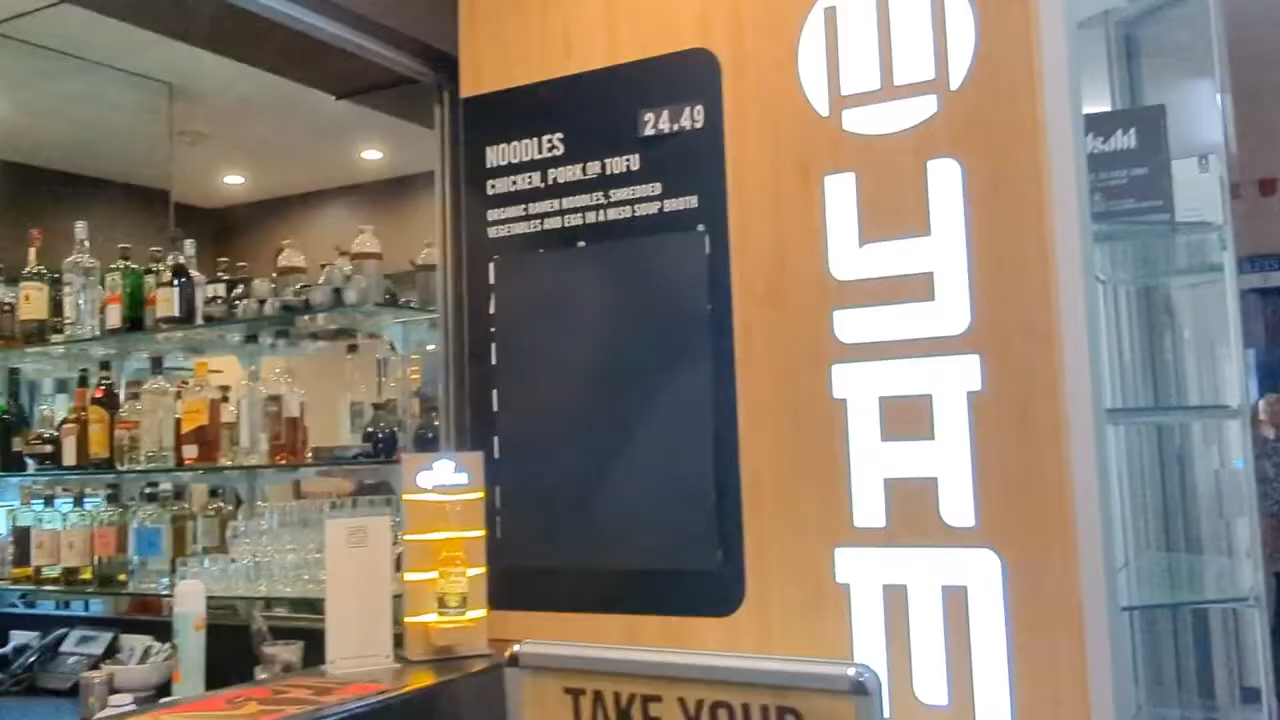 24.49
NOODLES
CHICKEN, PORK OR TOFU
ORGANIC RAMEN NOODLES, SHREDDED
VEGETABLES AND EGG IN A MISO SOUP BROTH
Asahi
TAKE YOUR